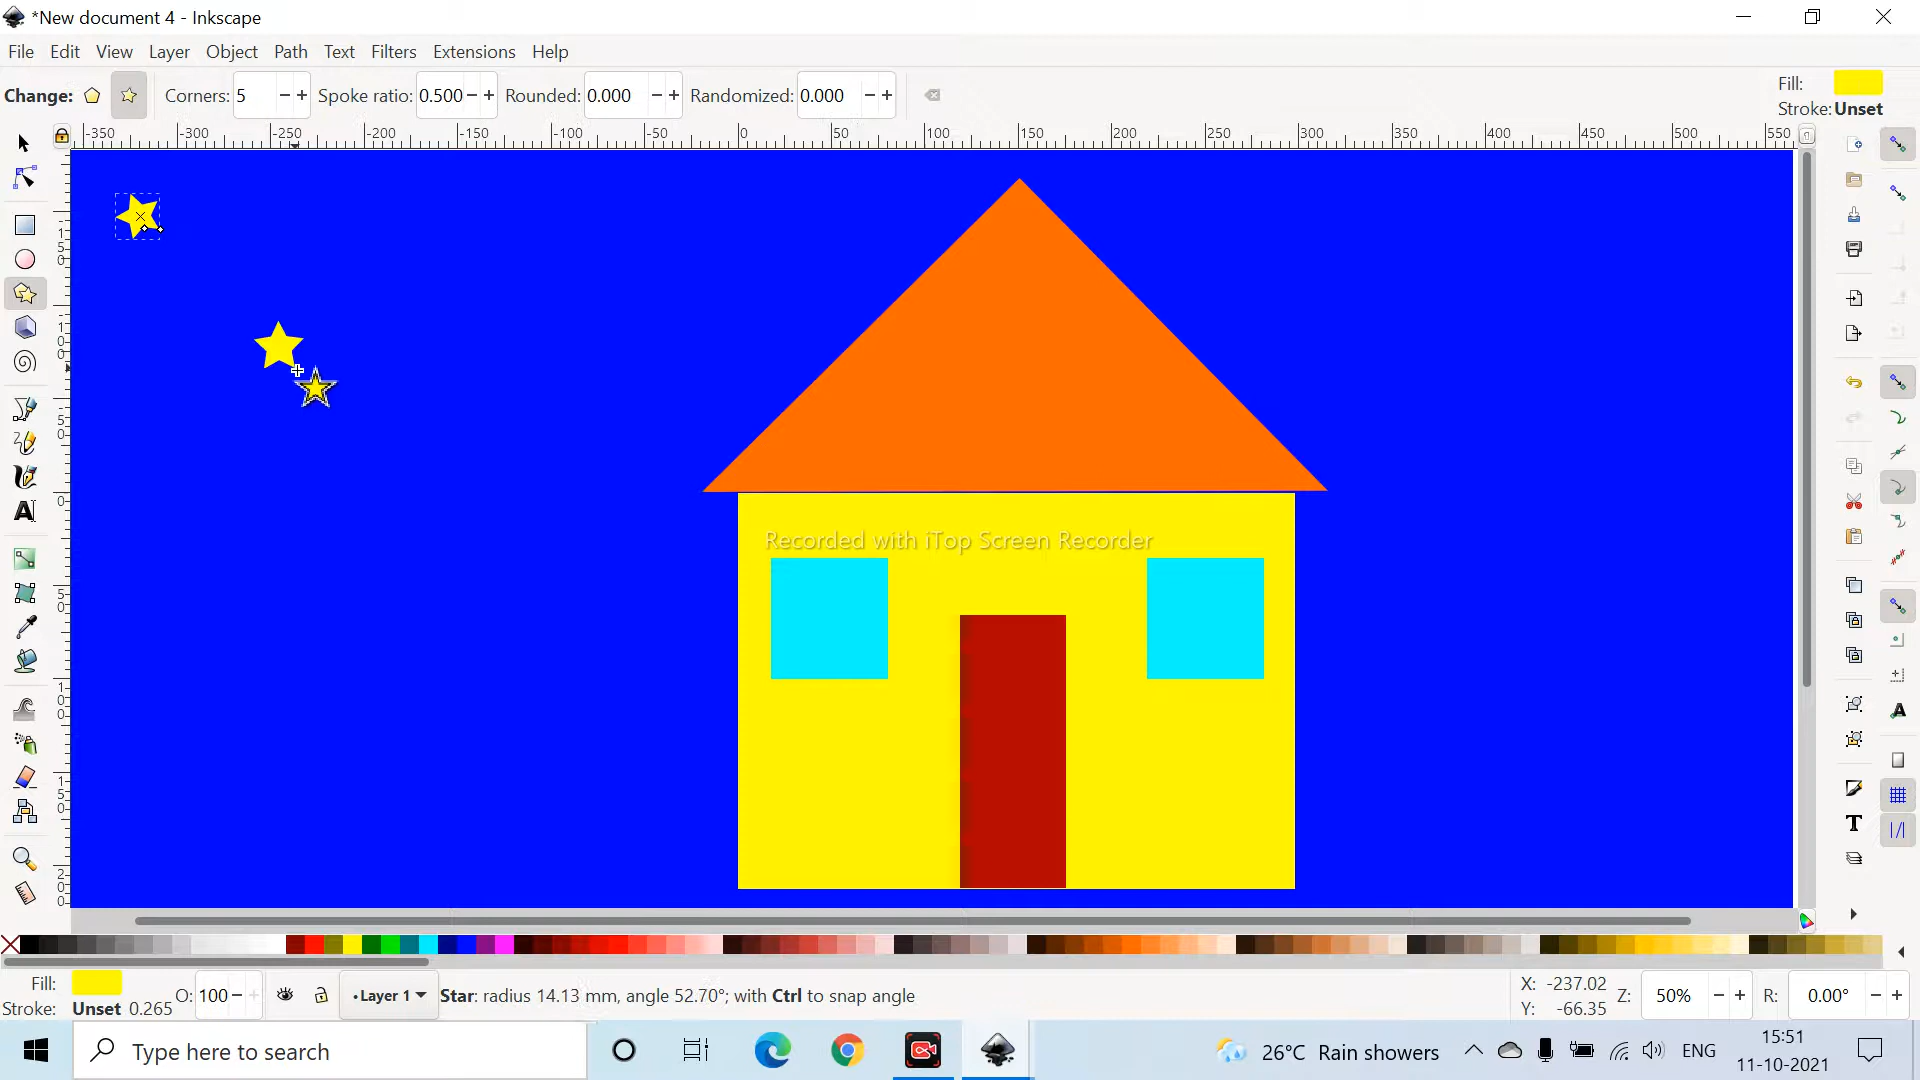 *New document 4 - Inkscape
File Edit View Layer Object Path Text Filters Extensions Help
Change: Corners: 5 Spoke ratio: 0.500 Rounded: 0.000 Randomized: 0.000
Fill:
Stroke: Unset
-350 -300 -250 -200 -150 -100 -50 0 50 100 150 200 250 300 350 400 450 500 550
Recorded with iTop Screen Recorder
Fill:
Stroke: Unset 0.265 O: 100 •Layer 1 Star: radius 14.13 mm, angle 52.70°; with Ctrl to snap angle
X: -237.02
Y: -66.35
Z: 50% R: 0.00°
Type here to search
26°C Rain showers
ENG
15:51
11-10-2021